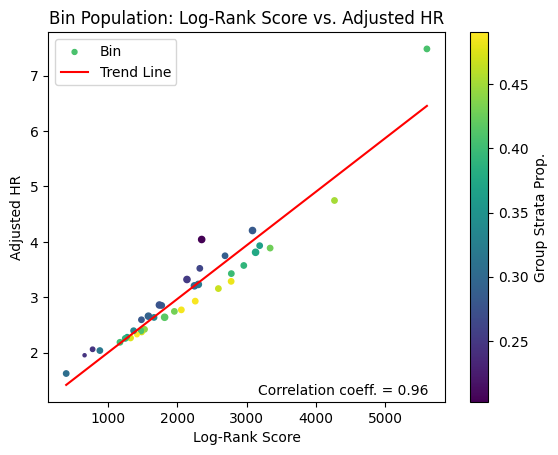 Bin Population: Log-Rank Score vs. Adjusted HR
Bin
Trend Line
7
6
5
4
3
2
Adjusted HR
1000 2000 3000 4000 5000
Log-Rank Score
Correlation coeff. = 0.96
0.45
0.40
0.35
0.30
0.25
Group Strata Prop.